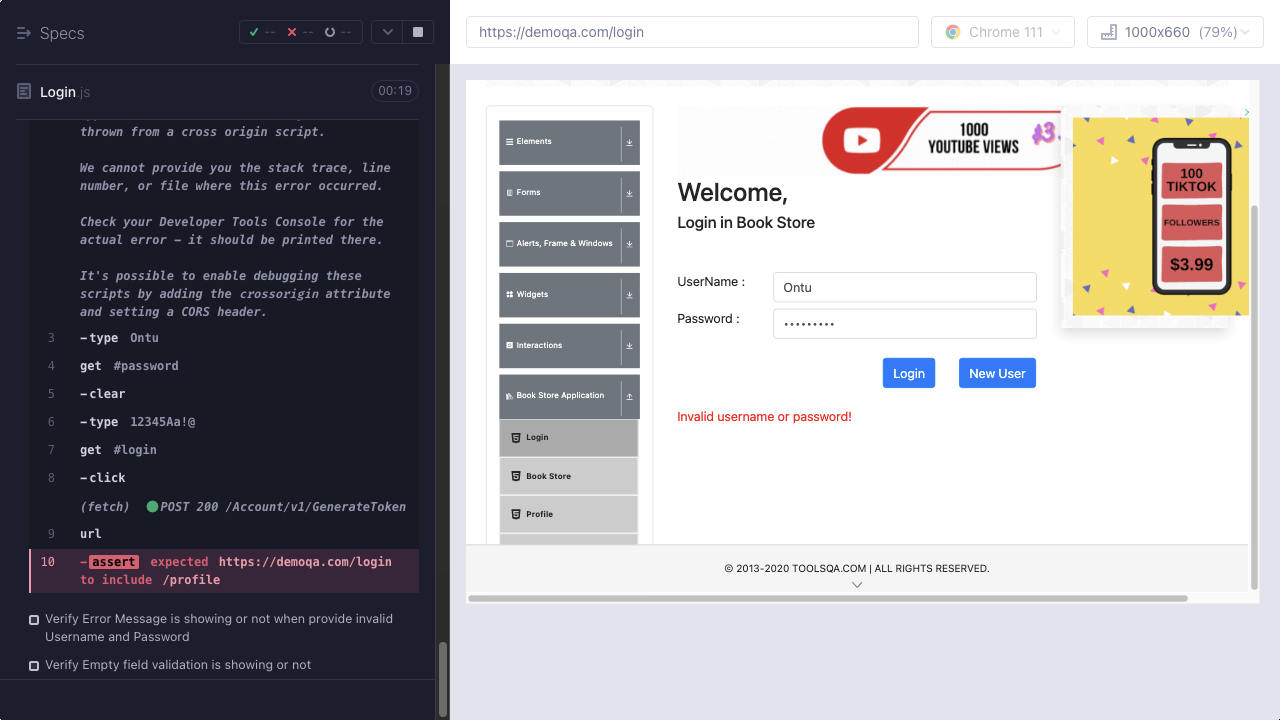 Specs
--
--
--
https://demoqa.com/login
Chrome 111
1000x660 (79%)
Login.js
00:19
thrown from a cross origin script.
We cannot provide you the stack trace, line
number, or file where this error occurred.
Check your Developer Tools Console for the
actual error – it should be printed there.
It's possible to enable debugging these
scripts by adding the crossorigin attribute
and setting a CORS header.
3 -type Ontu
4 get #password
5 -clear
6 -type 12345Aa!@
7 get #login
8 -click
(fetch) POST 200 /Account/v1/GenerateToken
9 url
10 -assert expected https://demoqa.com/login
to include /profile
Verify Error Message is showing or not when provide invalid
Username and Password
Verify Empty field validation is showing or not
Elements
Forms
Alerts, Frame & Windows
Widgets
Interactions
Book Store Application
Login
Book Store
Profile
1000
YOUTUBE VIEWS
Welcome,
Login in Book Store
UserName :
Ontu
Password :
•••••••••
Login
New User
Invalid username or password!
100
TIKTOK
FOLLOWERS
$3.99
© 2013-2020 TOOLSQA.COM | ALL RIGHTS RESERVED.